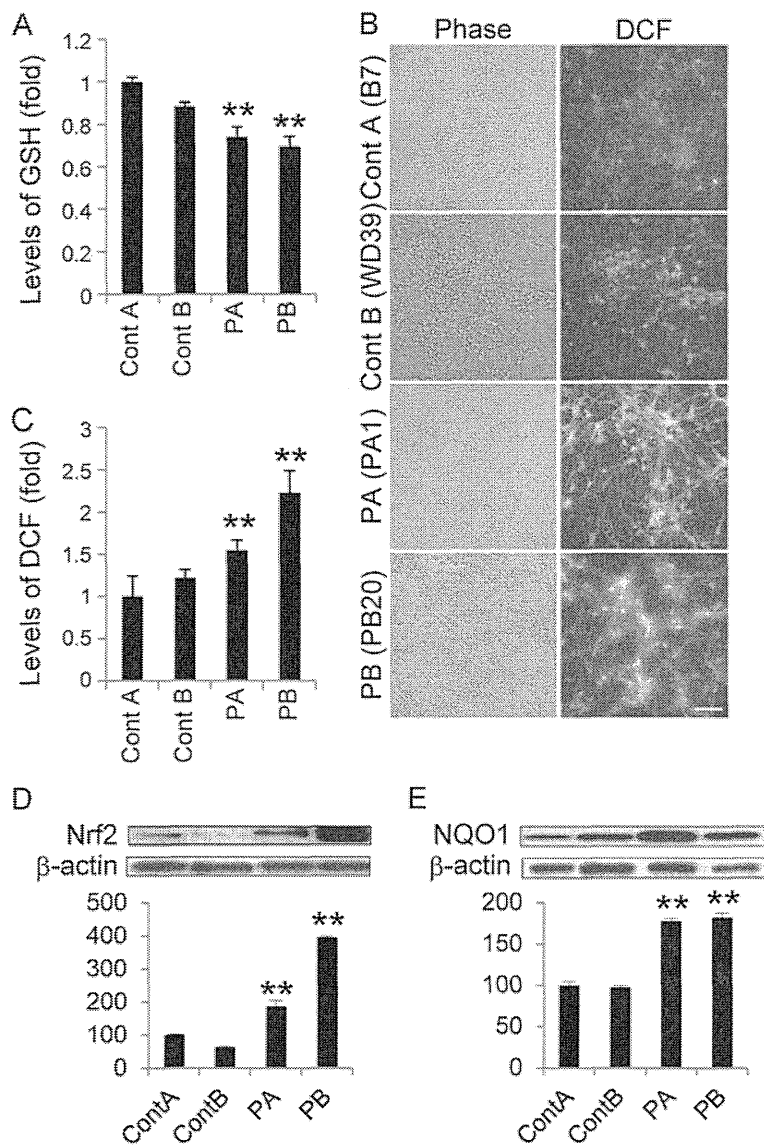 A
Levels of GSH (fold)
1.2
1
0.8
0.6
0.4
0.2
0
**
**
Cont A
Cont B
PA
PB
B
Phase
DCF
Cont A (B7)
Cont B (WD39)
PA (PA1)
PB (PB20)
C
Levels of DCF (fold)
3
2.5
2
1.5
1
0.5
0
**
**
Cont A
Cont B
PA
PB
D
Nrf2
β-actin
500
400
300
200
100
0
**
**
ContA
ContB
PA
PB
E
NQO1
β-actin
200
150
100
50
0
**
**
ContA
ContB
PA
PB